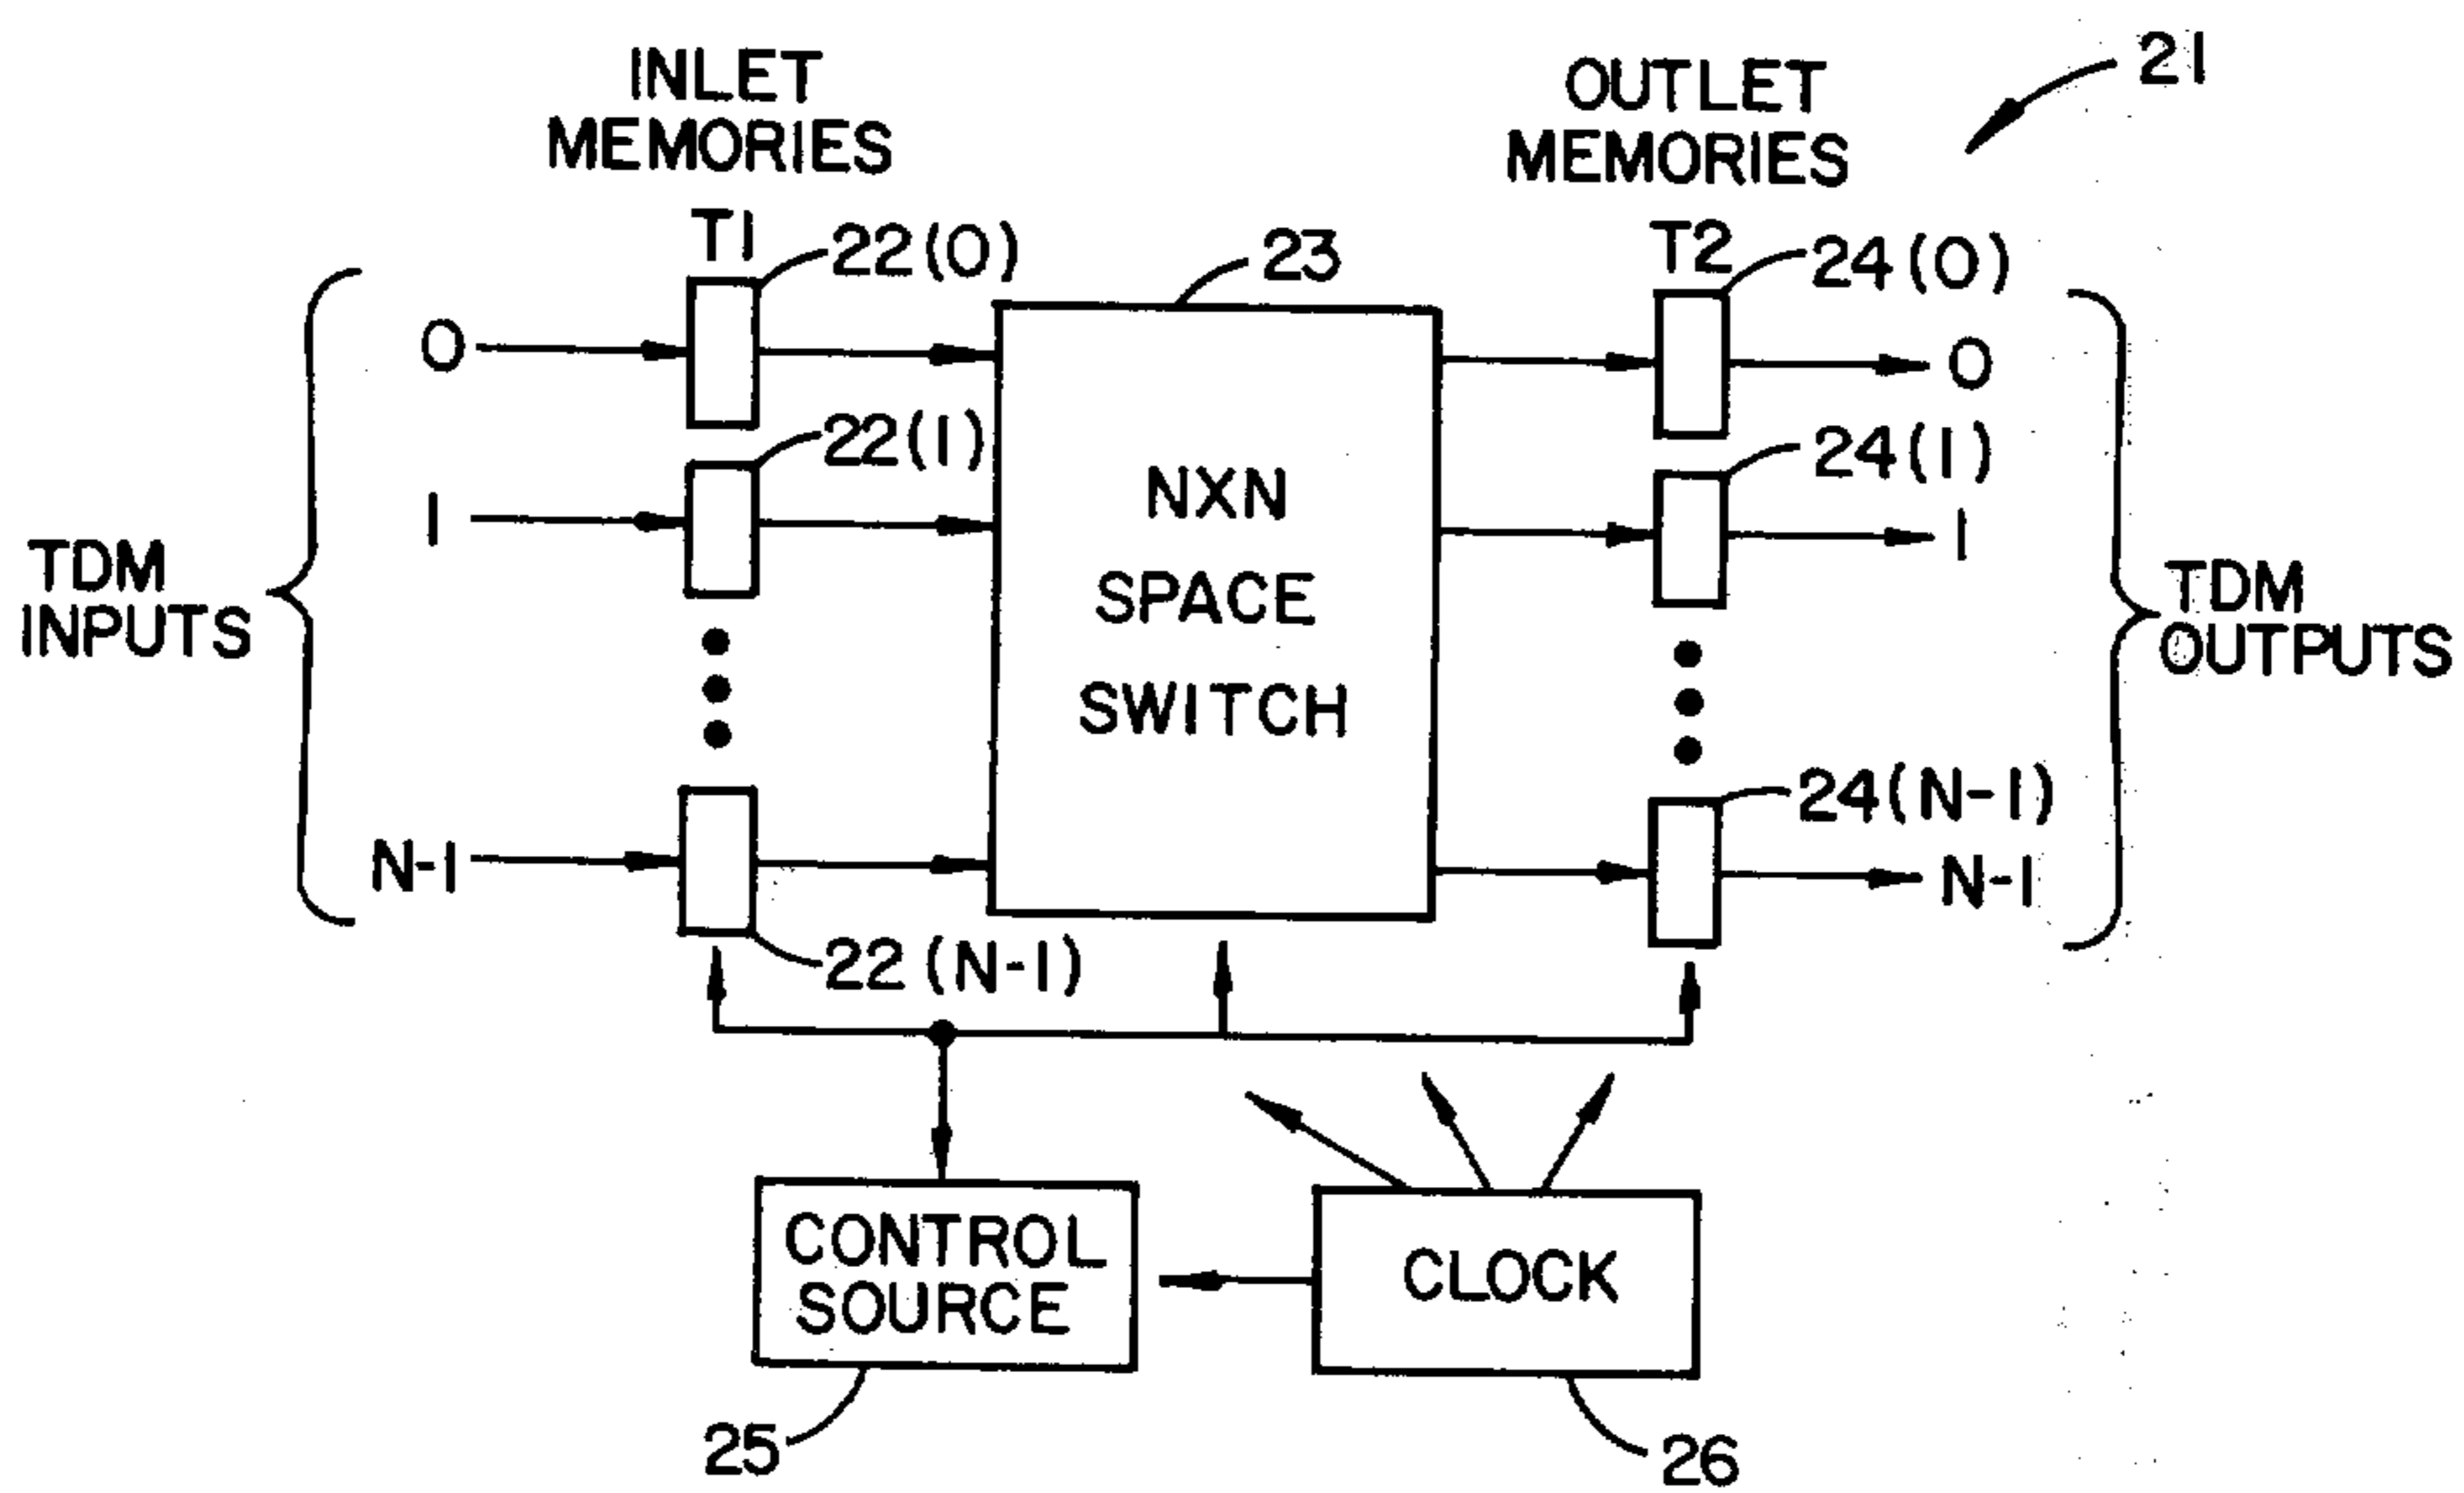 INLET
MEMORIES
OUTLET
MEMORIES
21
T1
22(0)
23
T2
24(0)
0
0
22(1)
24(1)
1
1
NXN
SPACE
SWITCH
TDM
INPUTS
TDM
OUTPUTS
24(N-1)
N-1
N-1
22(N-1)
CONTROL
SOURCE
CLOCK
25
26